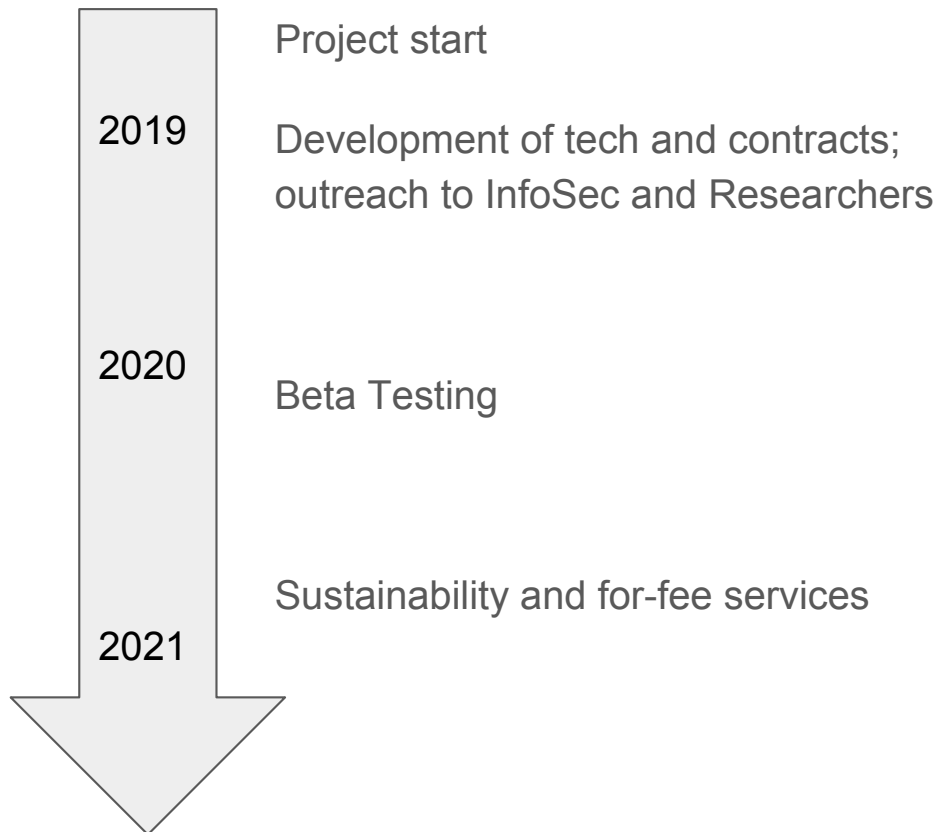 Project start
2019
Development of tech and contracts;
outreach to InfoSec and Researchers
2020
Beta Testing
Sustainability and for-fee services
2021